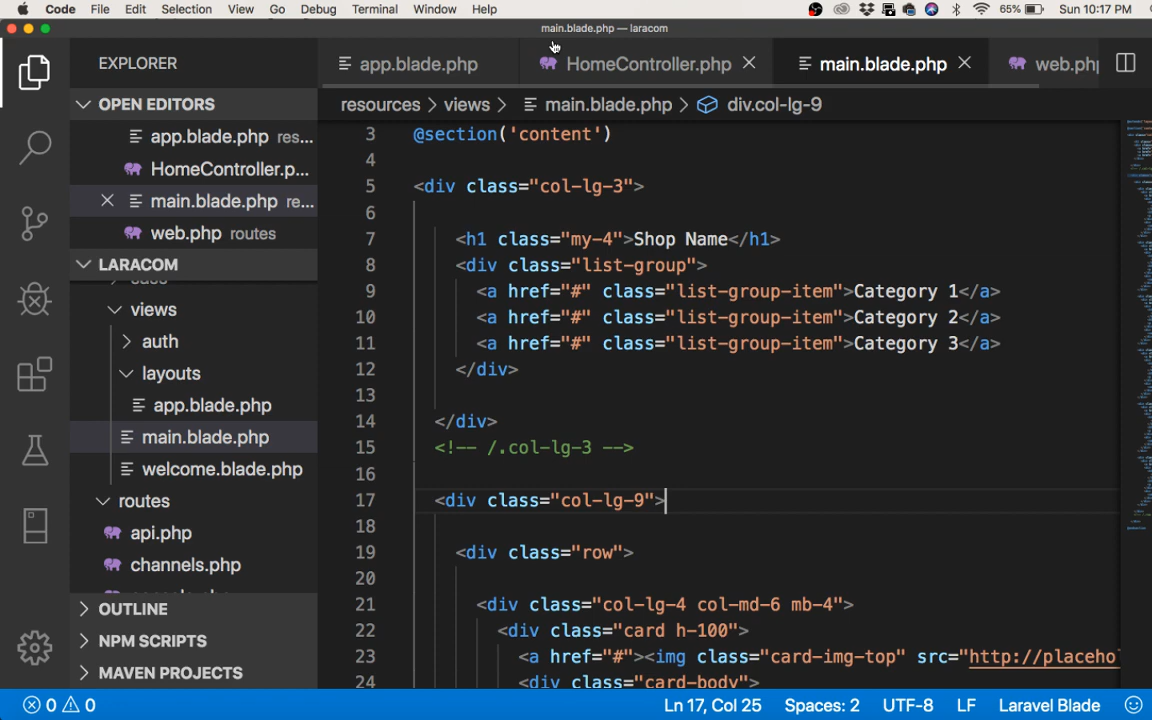 Code File Edit Selection View Go Debug Terminal Window Help 65% Sun 10:17 PM
main.blade.php — laracom
EXPLORER
OPEN EDITORS
app.blade.php res...
HomeController.p...
main.blade.php re...
web.php routes
LARACOM
views
auth
layouts
app.blade.php
main.blade.php
welcome.blade.php
routes
api.php
channels.php
OUTLINE
NPM SCRIPTS
MAVEN PROJECTS
app.blade.php HomeController.php main.blade.php web.php
resources > views > main.blade.php > div.col-lg-9
3 @section('content')
4
5 <div class="col-lg-3">
6
7 <h1 class="my-4">Shop Name</h1>
8 <div class="list-group">
9 <a href="#" class="list-group-item">Category 1</a>
10 <a href="#" class="list-group-item">Category 2</a>
11 <a href="#" class="list-group-item">Category 3</a>
12 </div>
13
14 </div>
15 <!-- /.col-lg-3 -->
16
17 <div class="col-lg-9">
18
19 <div class="row">
20
21 <div class="col-lg-4 col-md-6 mb-4">
22 <div class="card h-100">
23 <a href="#"><img class="card-img-top" src="http://placeho
24 <div class="card-body">
0 0 Ln 17, Col 25 Spaces: 2 UTF-8 LF Laravel Blade